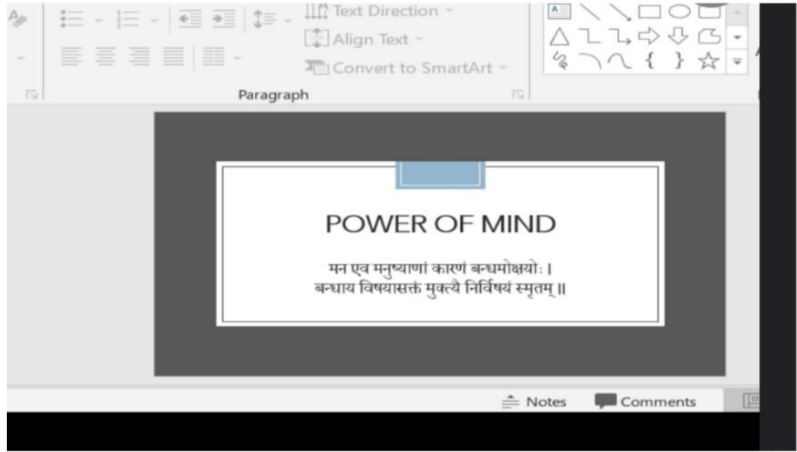 Text Direction
Align Text
Convert to SmartArt
Paragraph
POWER OF MIND
मन एव मनुष्याणां कारणं बन्धमोक्षयोः ।
बन्धाय विषयासक्तं मुक्त्यै निर्विषयं स्मृतम् ॥
Notes
Comments